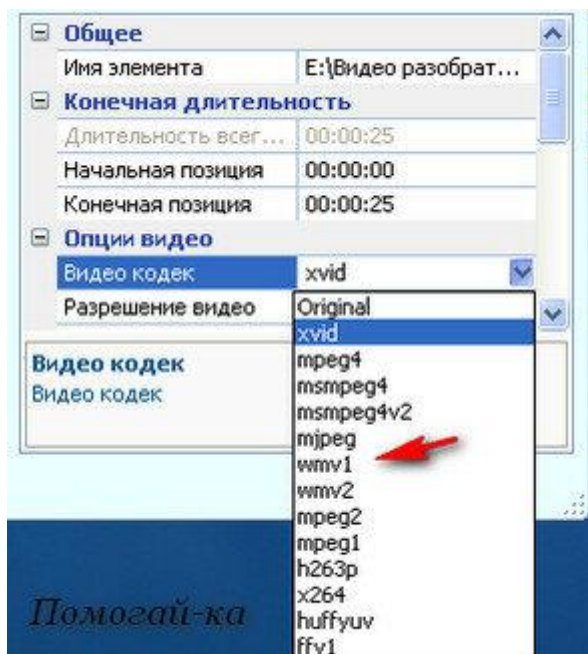 Общее
Имя элемента E:\Видео разобрат...
Конечная длительность
Длительность всег... 00:00:25
Начальная позиция 00:00:00
Конечная позиция 00:00:25
Опции видео
Видео кодек xvid
Разрешение видео Original
xvid
Видео кодек mpeg4
Видео кодек msmpeg4
msmpeg4v2
mjpeg
wmv1
wmv2
mpeg2
mpeg1
h263p
x264
Помогай-ка huffyuv
ffv1